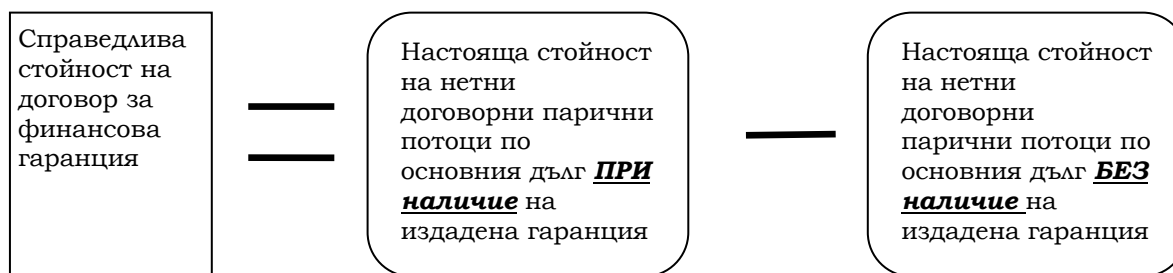 Справедлива
стойност на
договор за
финансова
гаранция
Настояща стойност
на нетни
договорни парични
потоци по
основния дълг ПРИ
наличие на
издадена гаранция
Настояща стойност
на нетни
договорни
парични потоци по
основния дълг БЕЗ
наличие на
издадена гаранция